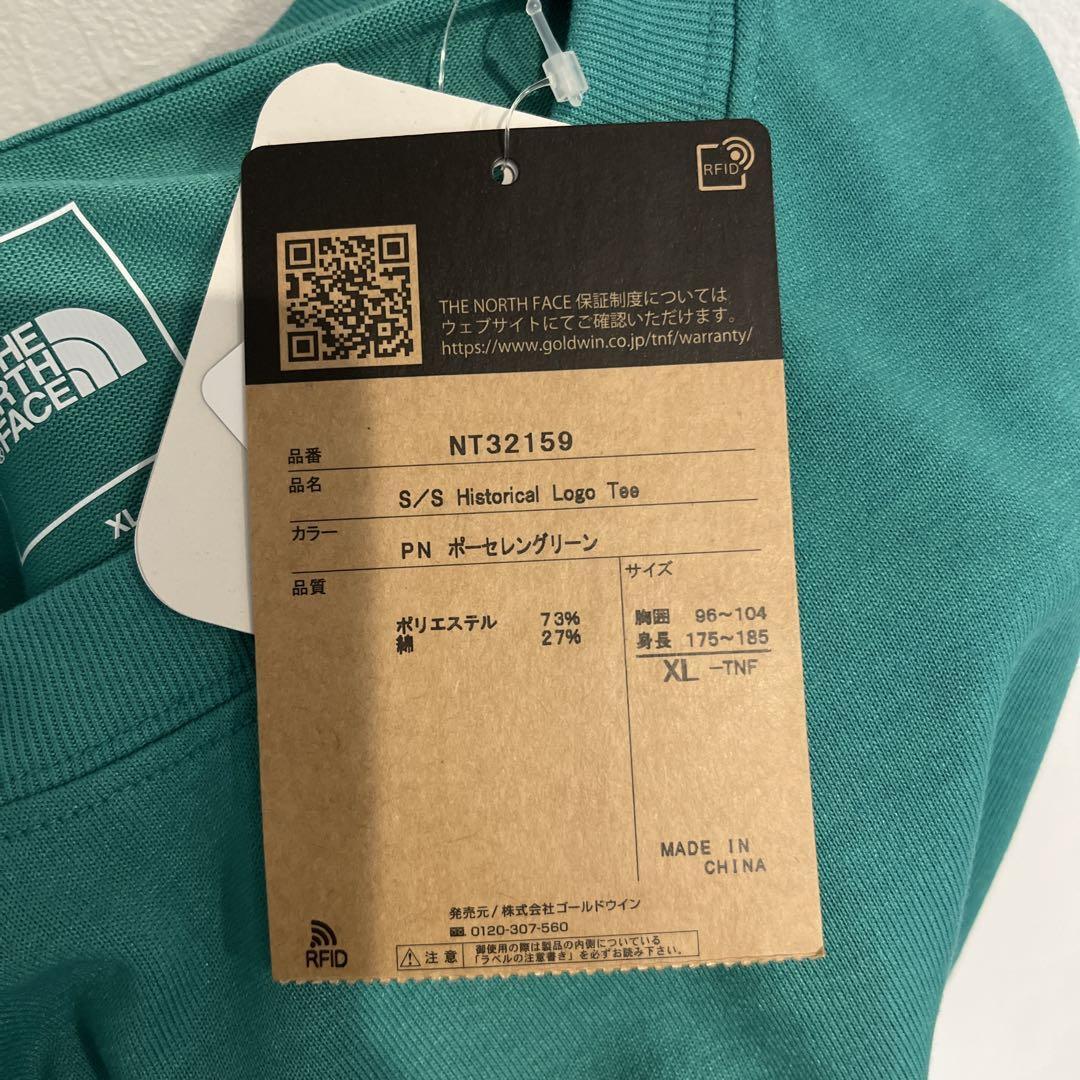 RFID
THE NORTH FACE 保証制度については
ウェブサイトにてご確認いただけます。
https://www.goldwin.co.jp/tnf/warranty/
THE
NORTH
FACE
XL
品番 NT32159
品名 S/S Historical Logo Tee
カラー PN ポーセレングリーン
品質
ポリエステル 73%
綿 27%
サイズ
胸囲 96~104
身長 175~185
XL -TNF
MADE IN
CHINA
発売元/株式会社ゴールドウイン
0120-307-560
RFID
注意
御使用の際は製品の内側についている
「ラベルの注意書き」を必ずお読み下さい。